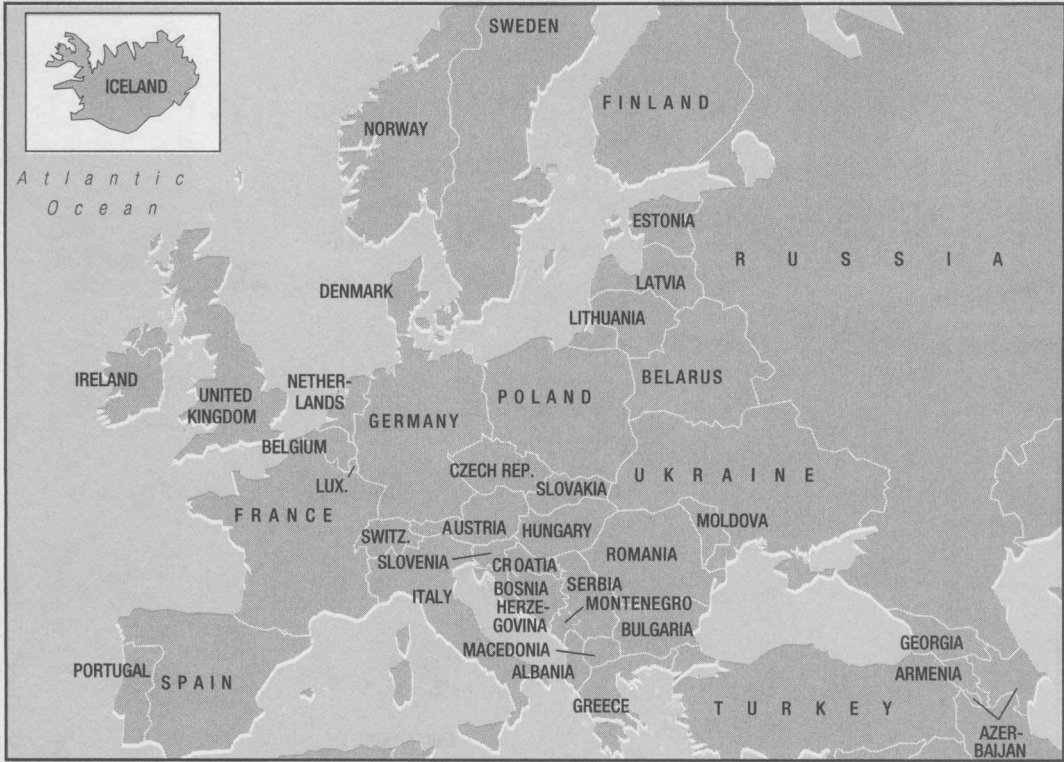 SWEDEN
ICELAND
FINLAND
NORWAY
Atlantic
Ocean
ESTONIA
RUSSIA
LATVIA
DENMARK
LITHUANIA
IRELAND
UNITED
KINGDOM
NETHER-
LANDS
BELARUS
POLAND
GERMANY
BELGIUM
LUX.
CZECH REP.
SLOVAKIA
UKRAINE
FRANCE
MOLDOVA
SWITZ.
AUSTRIA
HUNGARY
ROMANIA
SLOVENIA
CROATIA
ITALY
BOSNIA
HERZE-
GOVINA
SERBIA
MONTENEGRO
BULGARIA
MACEDONIA
ALBANIA
GEORGIA
ARMENIA
PORTUGAL
SPAIN
GREECE
TURKEY
AZER-
BAIJAN